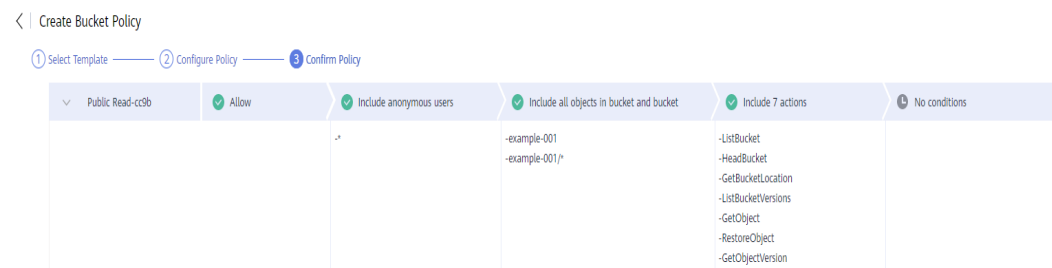 Create Bucket Policy
1 Select Template 2 Configure Policy 3 Confirm Policy
Public Read-cc9b Allow Include anonymous users Include all objects in bucket and bucket Include 7 actions No conditions
-* -example-001 -ListBucket
-example-001/* -HeadBucket
-GetBucketLocation
-ListBucketVersions
-GetObject
-RestoreObject
-GetObjectVersion